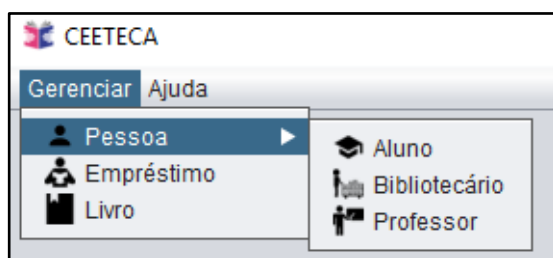 CEETECA
Gerenciar Ajuda
Pessoa
Empréstimo
Livro
Aluno
Bibliotecário
Professor